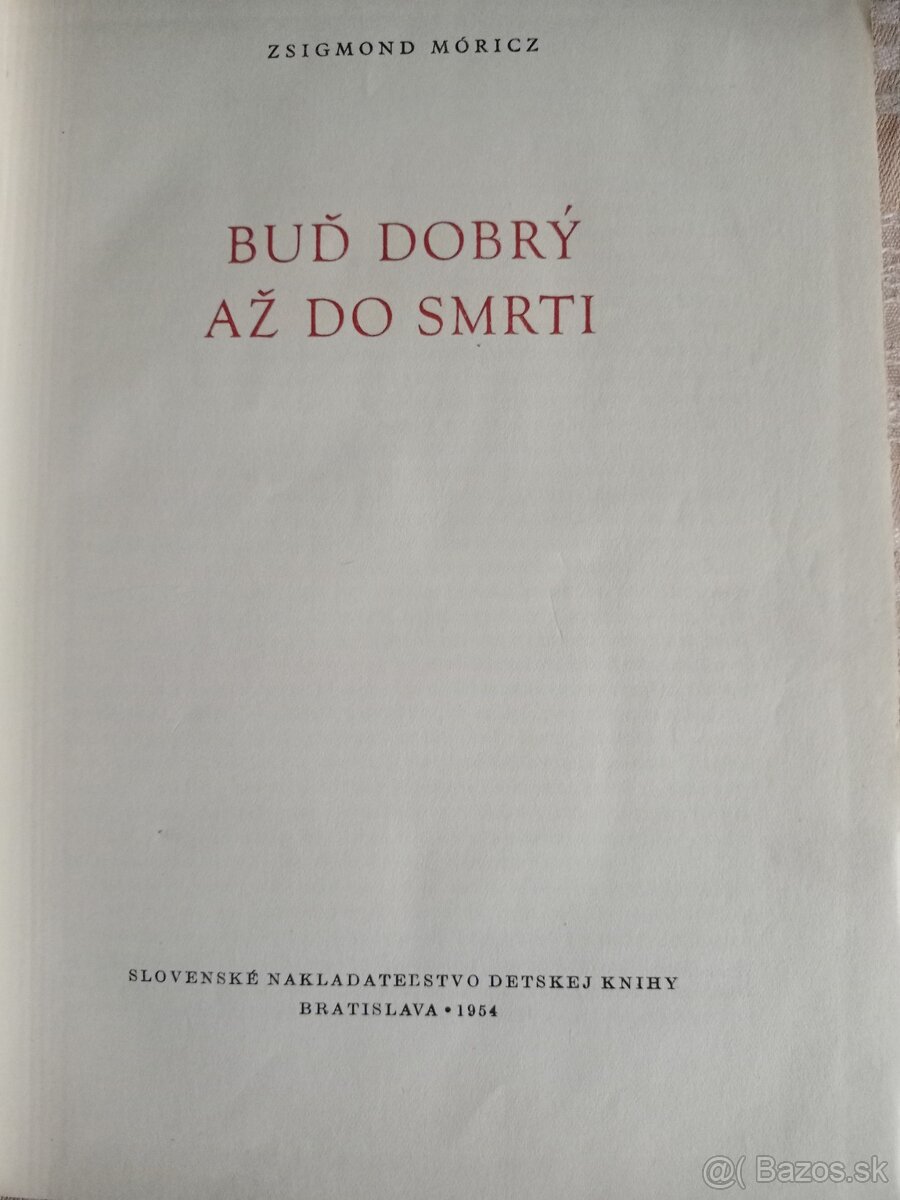 ZSIGMOND MÓRICZ
BUĎ DOBRÝ
AŽ DO SMRTI
SLOVENSKÉ NAKLADATEĽSTVO DETSKEJ KNIHY
BRATISLAVA • 1954
@( Bazos.sk